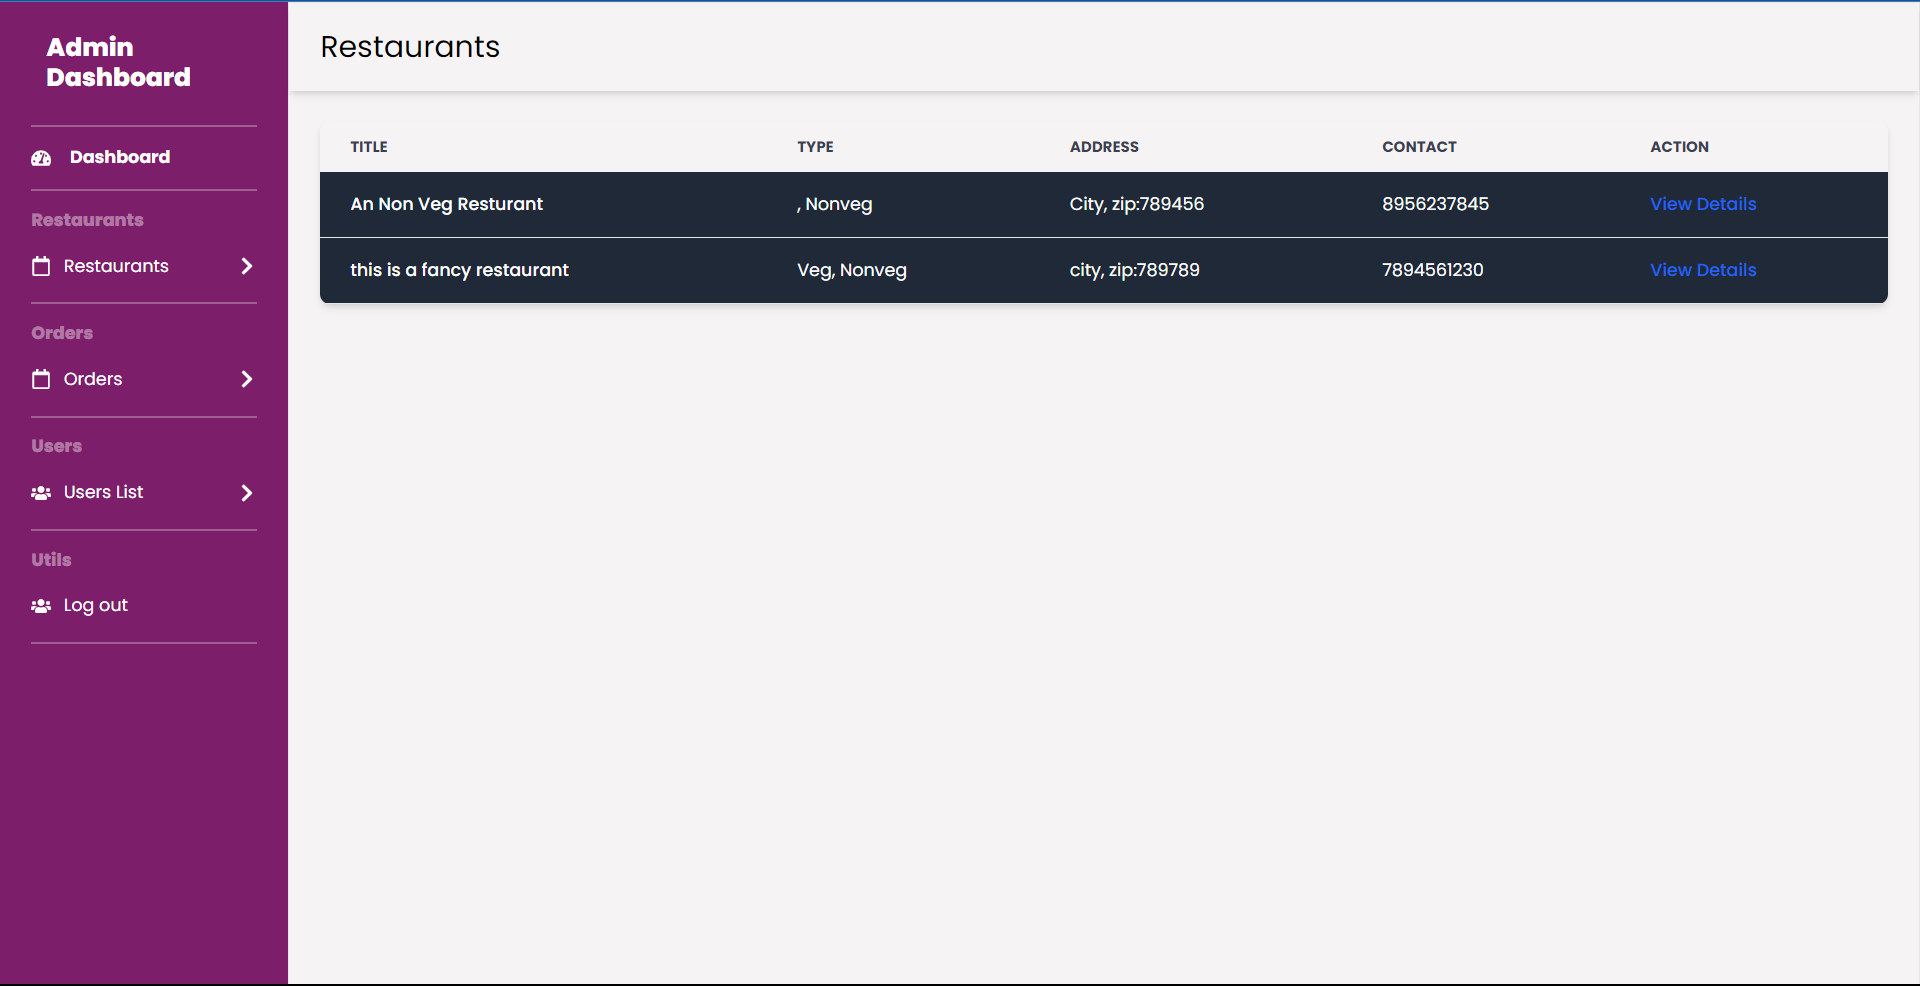 Admin
Dashboard
Dashboard
Restaurants
Restaurants
Orders
Orders
Users
Users List
Utils
Log out
Restaurants
TITLE TYPE ADDRESS CONTACT ACTION
An Non Veg Resturant , Nonveg City, zip:789456 8956237845 View Details
this is a fancy restaurant Veg, Nonveg city, zip:789789 7894561230 View Details